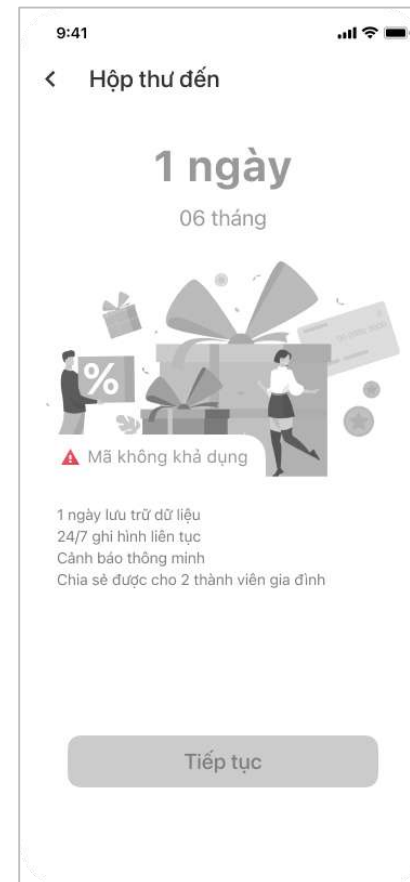 9:41
Hộp thư đến
1 ngày
06 tháng
%
Mã không khả dụng
1 ngày lưu trữ dữ liệu
24/7 ghi hình liên tục
Cảnh báo thông minh
Chia sẻ được cho 2 thành viên gia đình
Tiếp tục